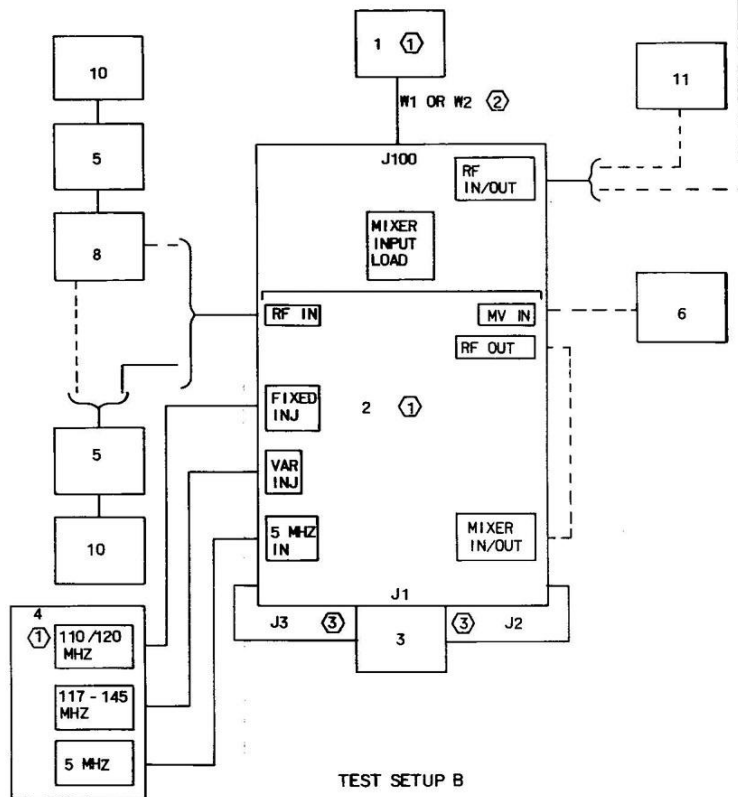 10
1 1
11
W1 OR W2 2
5
J100
RF
IN/OUT
8
MIXER
INPUT
LOAD
RF IN
MV IN
6
RF OUT
FIXED
INJ
2 1
5
VAR
INJ
10
5 MHZ
IN
MIXER
IN/OUT
J1
4
1
110/120
MHZ
J3 3
3
3 J2
117 - 145
MHZ
5 MHZ
TEST SETUP B